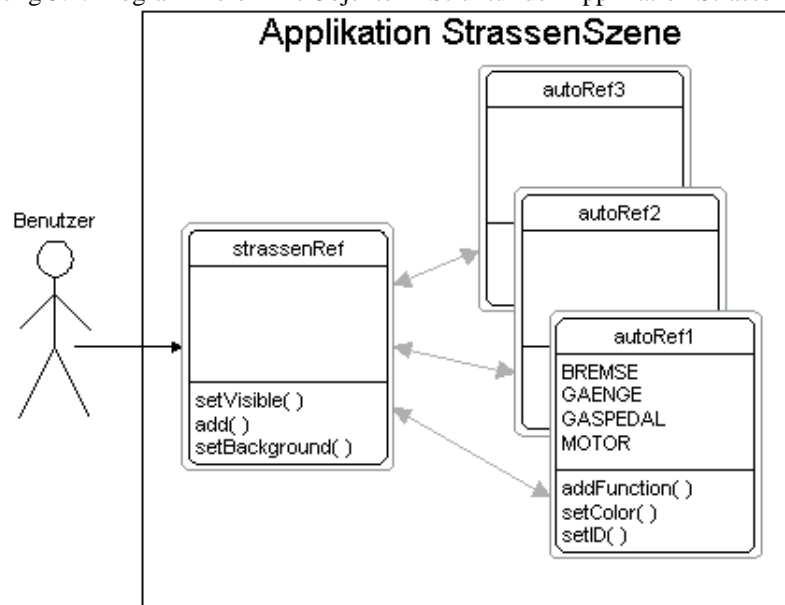 Applikation StrassenSzene
autoRef3
Benutzer
autoRef2
strassenRef
autoRef1
BREMSE
GAENGE
GASPEDAL
MOTOR
setVisible( )
add( )
setBackground( )
addFunction( )
setColor( )
setID( )